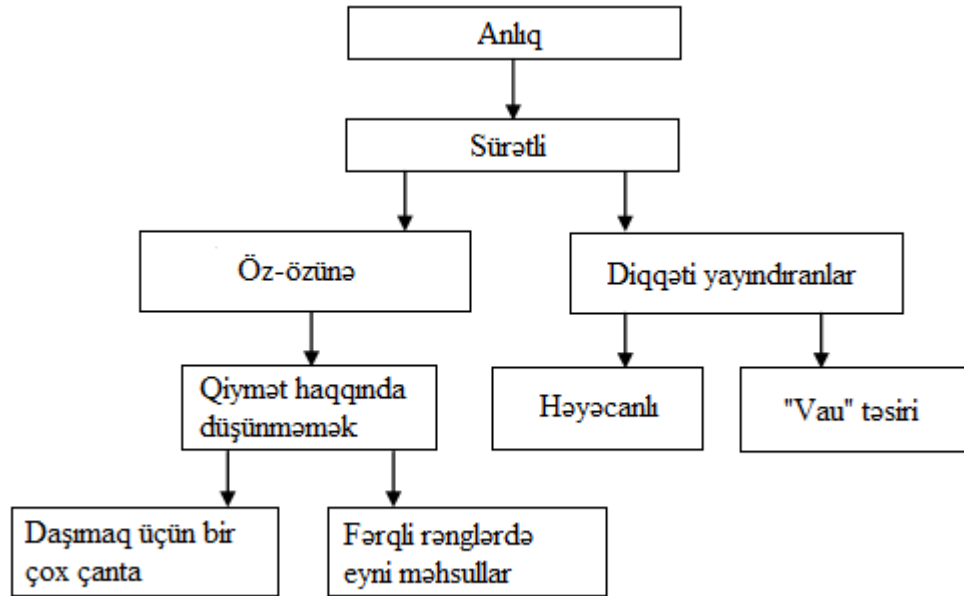 Anlıq
Sürətli
Öz-özünə
Diqqəti yayındıranlar
Qiymət haqqında
düşünməmək
Həyəcanlı
"Vau" təsiri
Daşımaq üçün bir
çox çanta
Fərqli rənglərdə
eyni məhsullar